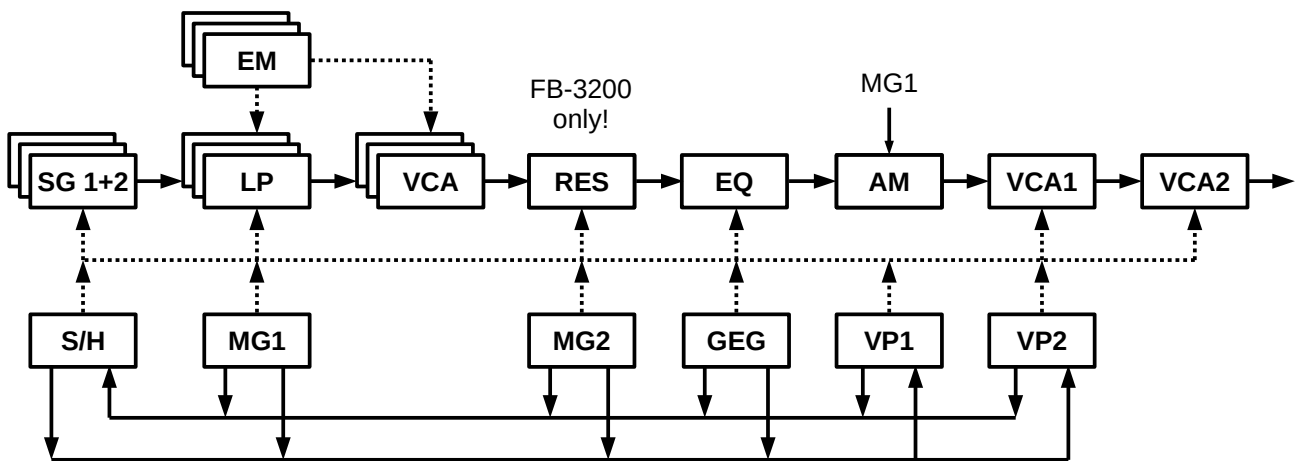 EM
FB-3200
only!
MG1
SG 1+2
LP
VCA
RES
EQ
AM
VCA1
VCA2
S/H
MG1
MG2
GEG
VP1
VP2